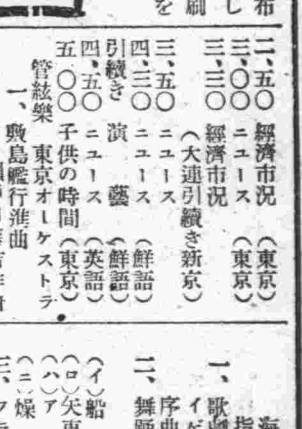 布
し
刷
を
二、五〇 經濟市況（東京）
三、〇〇 ニュース（東京）
三、三〇 經濟市況
（大連引續き新京）
三、五〇 ニュース
四、三〇 ニュース（鮮語）
引續き 演藝（鮮語）
四、五〇 ニュース（英語）
五、〇〇 子供の時間（東京）
管絃樂 東京オーケストラ
一、敷島艦行進曲
海
指
一、歌劇
序曲
二、舞踊
（イ）船
（ロ）矢車
（ハ）ア
（ニ）燥
三、